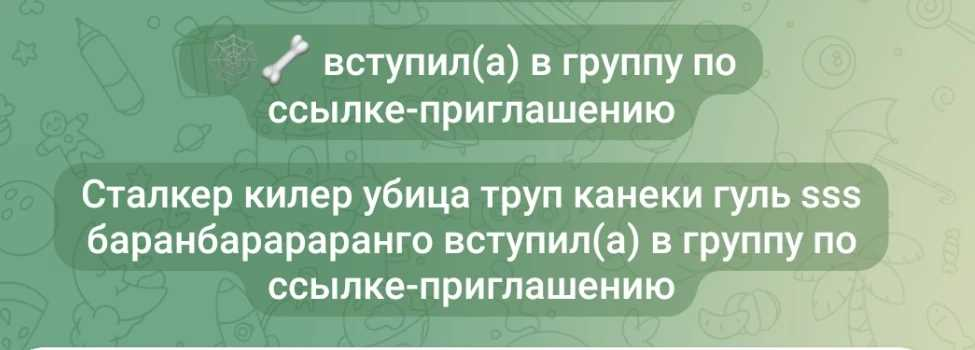 🕸🦴 вступил(а) в группу по
ссылке-приглашению
Сталкер килер убица труп канеки гуль sss
баранбарарараранго вступил(а) в группу по
ссылке-приглашению